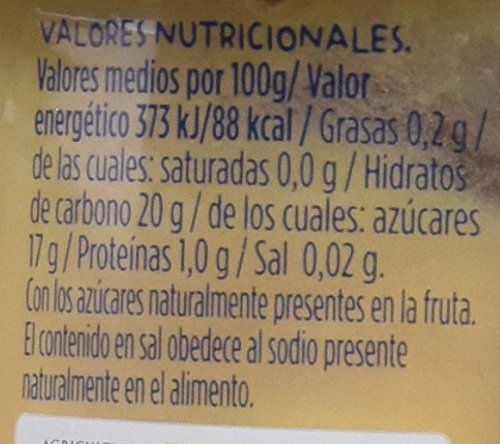 VALORES NUTRICIONALES.
Valores medios por 100g/ Valor
energético 373 kJ/88 kcal / Grasas 0,2 g /
de las cuales: saturadas 0,0 g / Hidratos
de carbono 20 g / de los cuales: azúcares
17 g / Proteínas 1,0 g / Sal 0,02 g.
Con los azúcares naturalmente presentes en la fruta.
El contenido en sal obedece al sodio presente
naturalmente en el alimento.